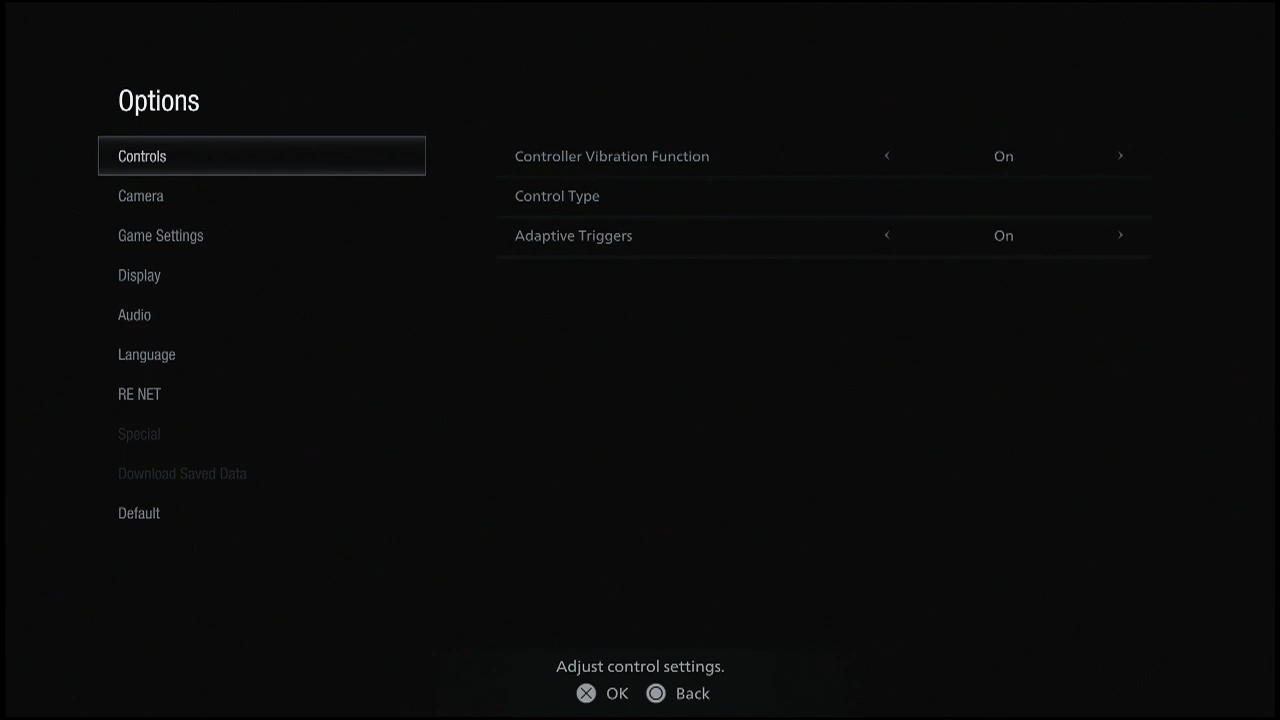 Options
Controls
Controller Vibration Function
On
Camera
Control Type
Game Settings
Adaptive Triggers
On
Display
Audio
Language
RE NET
Special
Download Saved Data
Default
Adjust control settings.
OK Back